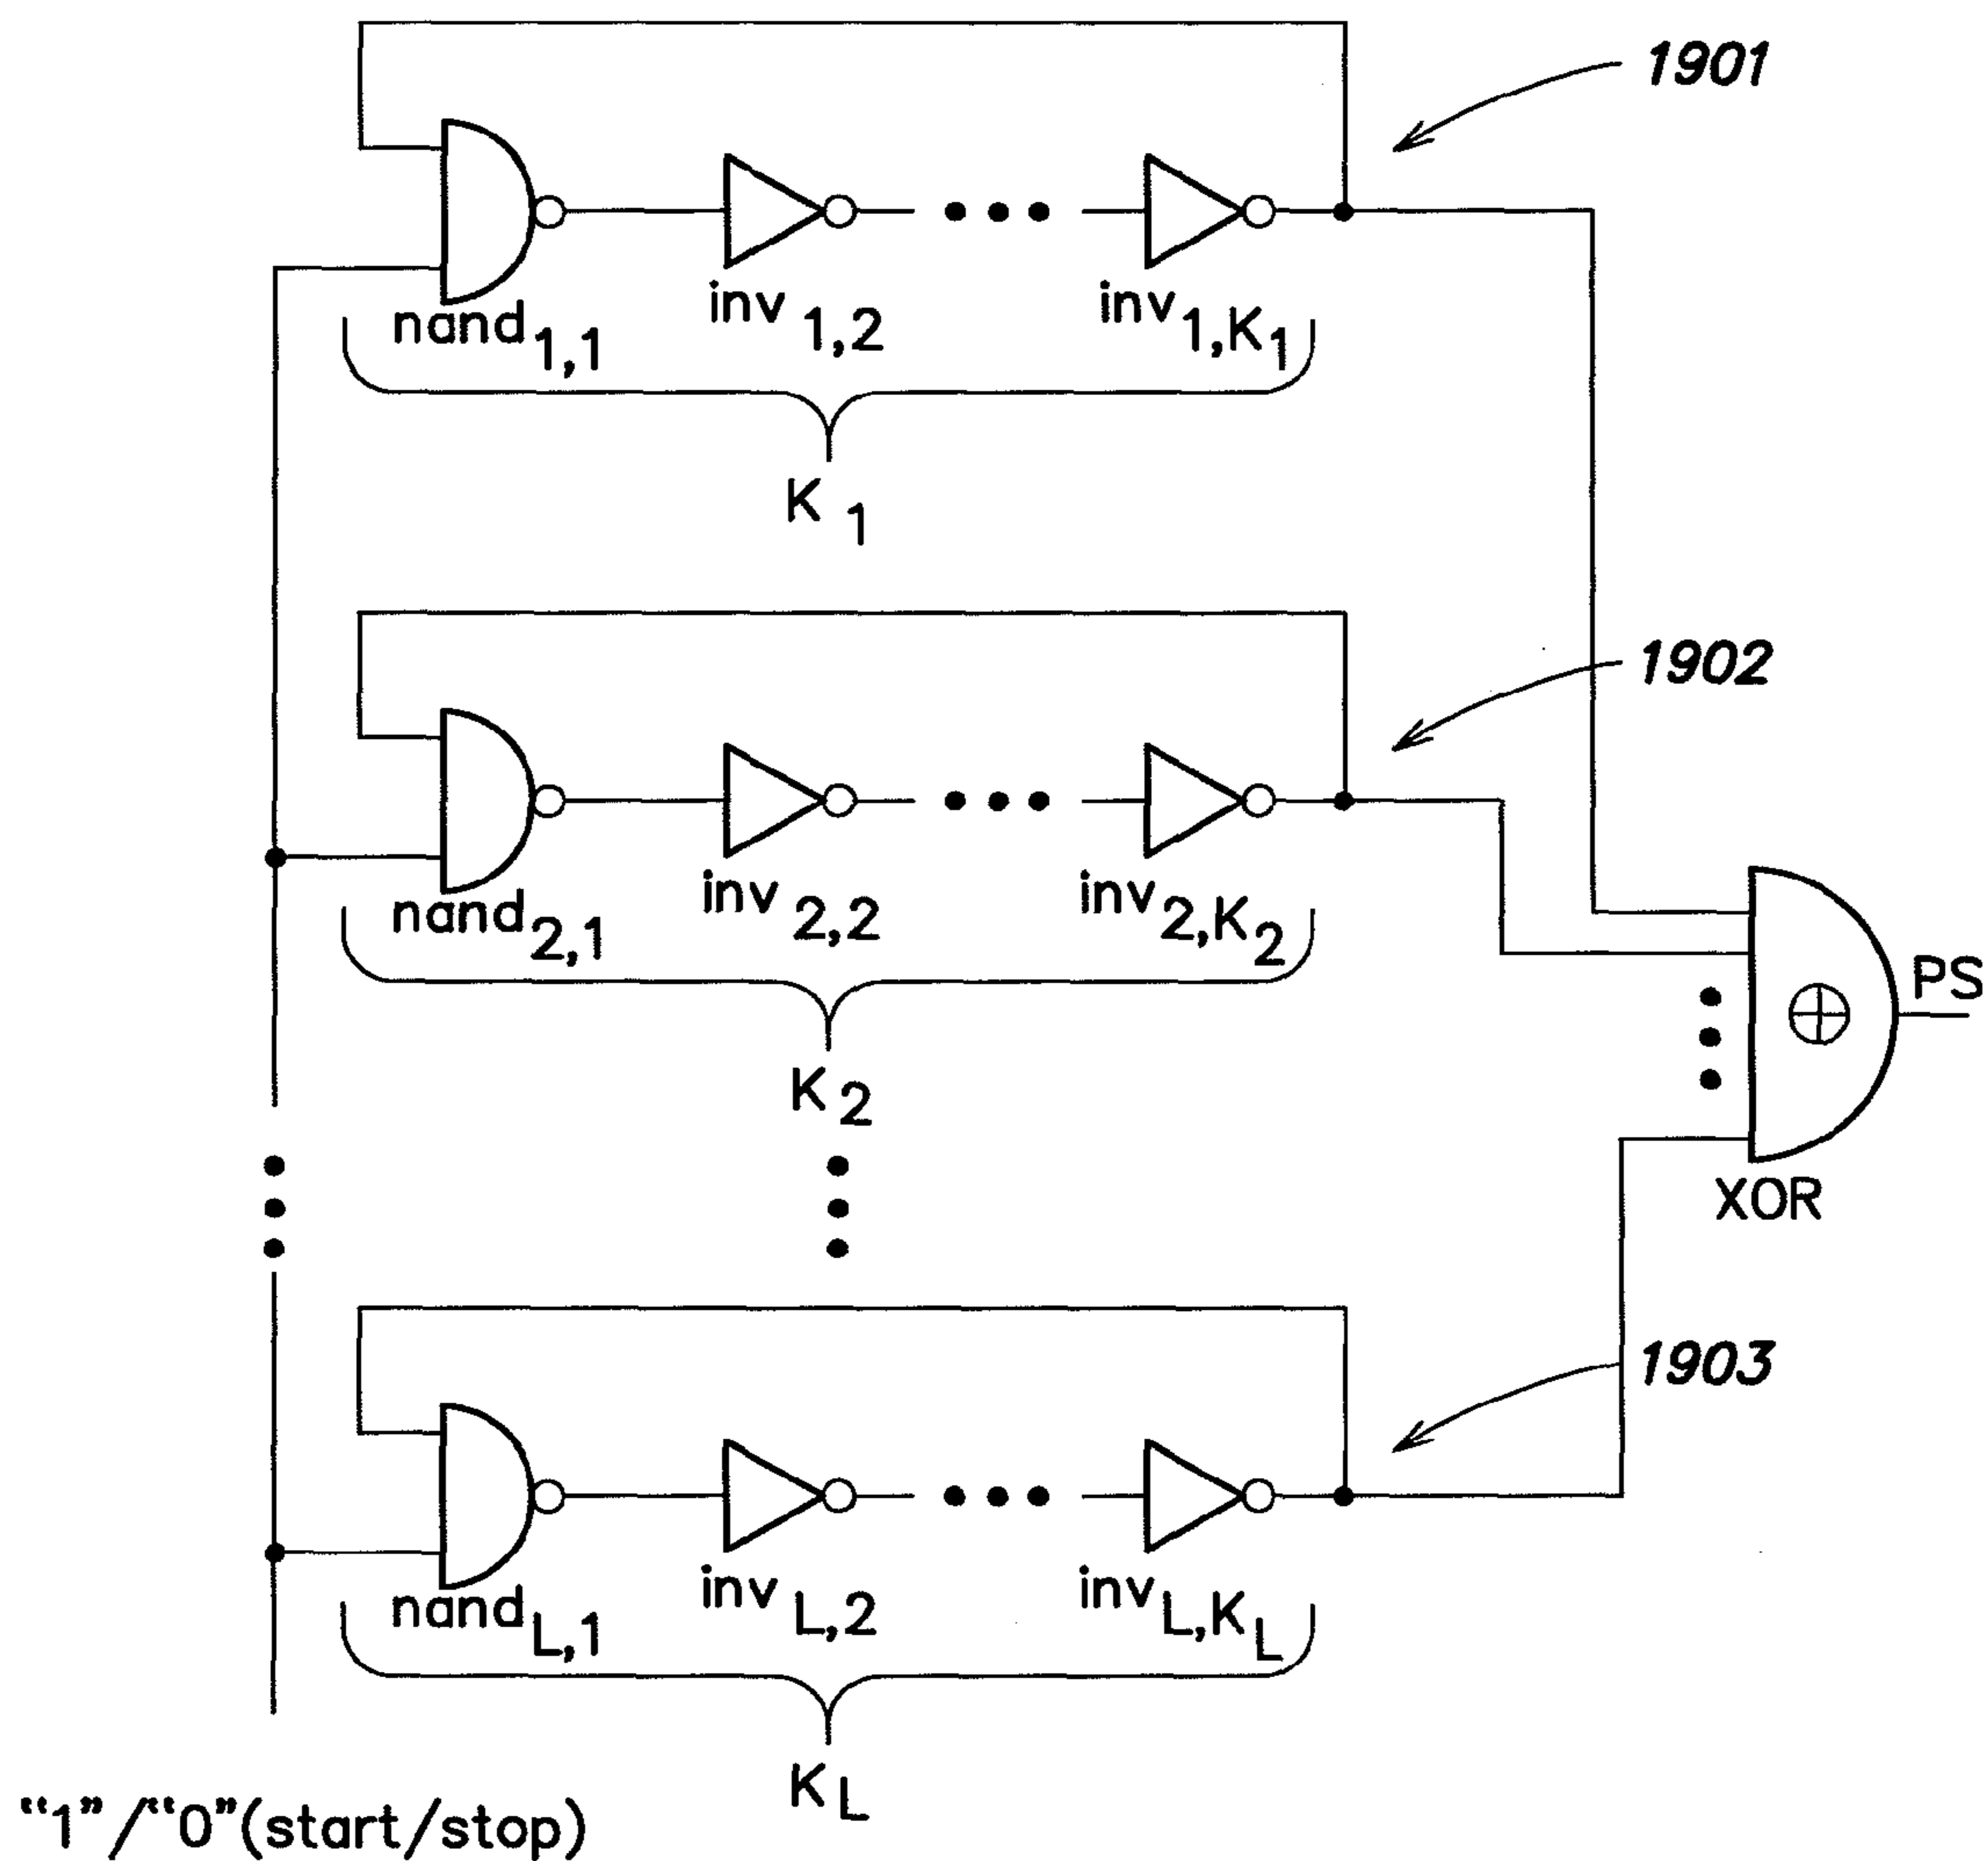 1901
nand1,1 inv1,2 inv1,K1
K1
1902
nand2,1 inv2,2 inv2,K2
K2
PS
XOR
1903
nandL,1 invL,2 invL,KL
KL
“1”/“0”(start/stop)